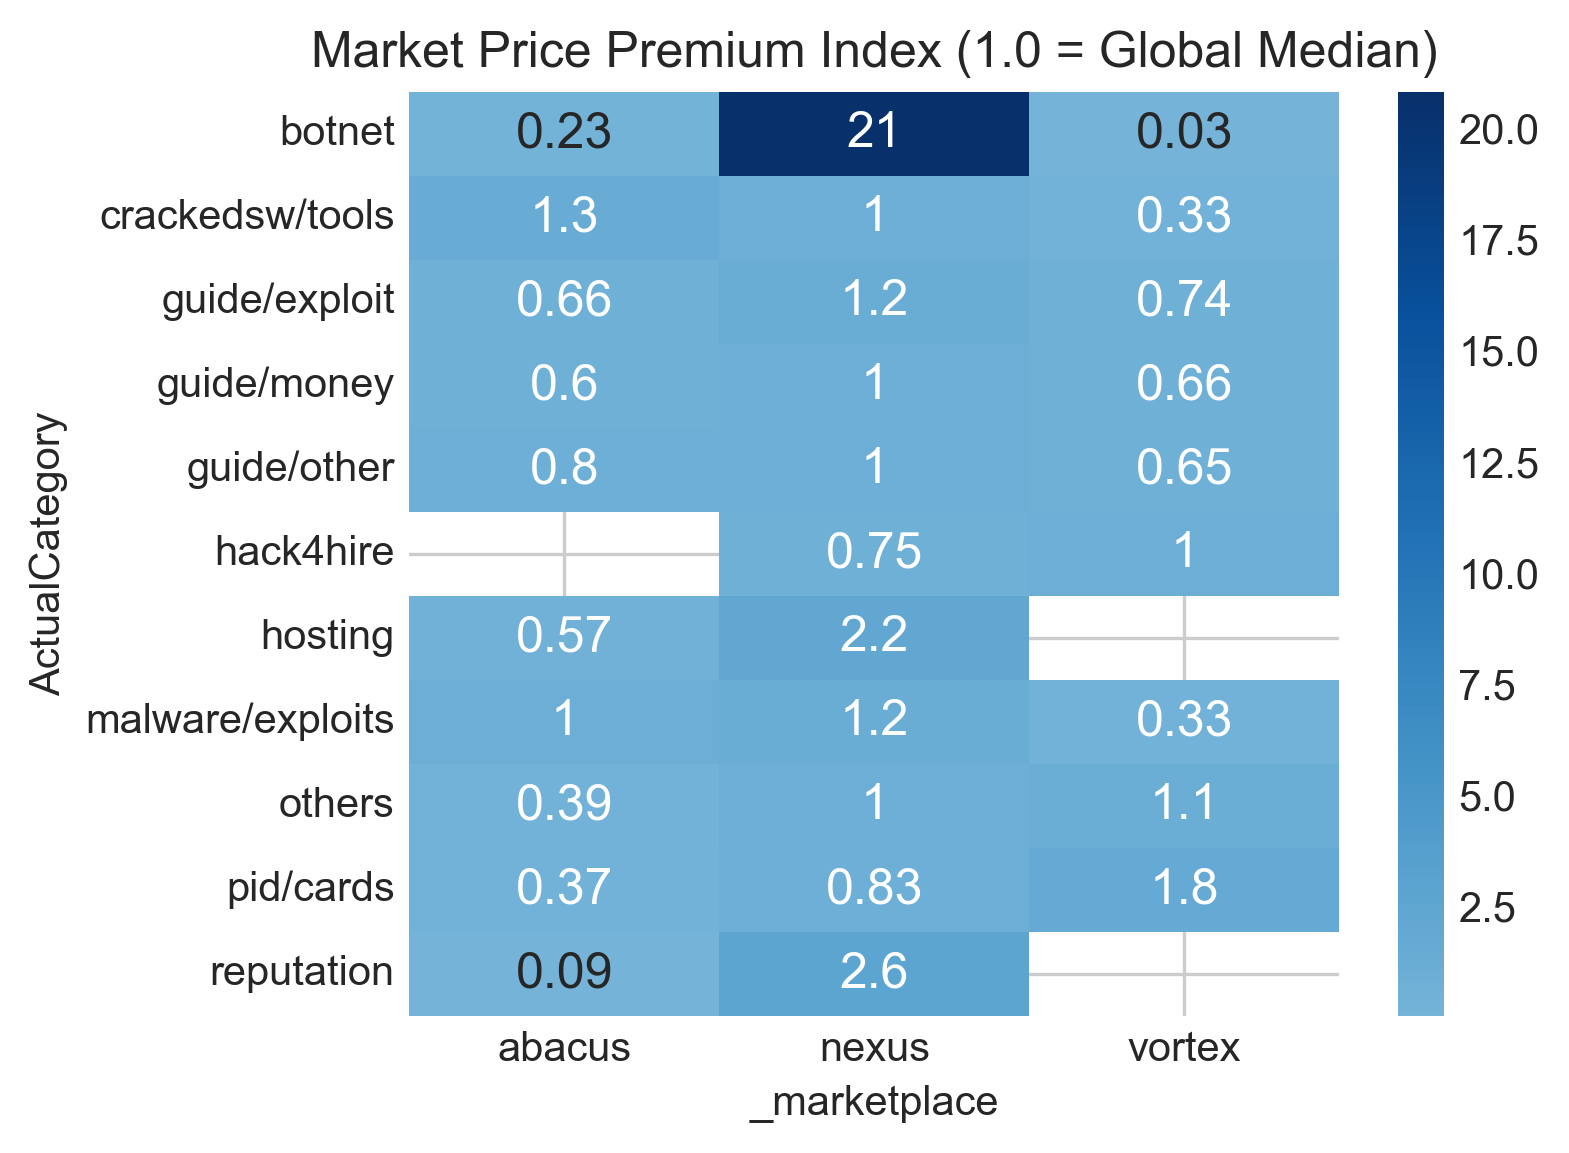 Market Price Premium Index (1.0 = Global Median)
botnet 0.23 21 0.03 20.0
crackedsw/tools 1.3 1 0.33 17.5
guide/exploit 0.66 1.2 0.74 15.0
guide/money 0.6 1 0.66
guide/other 0.8 1 0.65 12.5
hack4hire 0.75 1 10.0
hosting 0.57 2.2 7.5
malware/exploits 1 1.2 0.33
others 0.39 1 1.1 5.0
pid/cards 0.37 0.83 1.8 2.5
reputation 0.09 2.6
ActualCategory
abacus nexus vortex
_marketplace